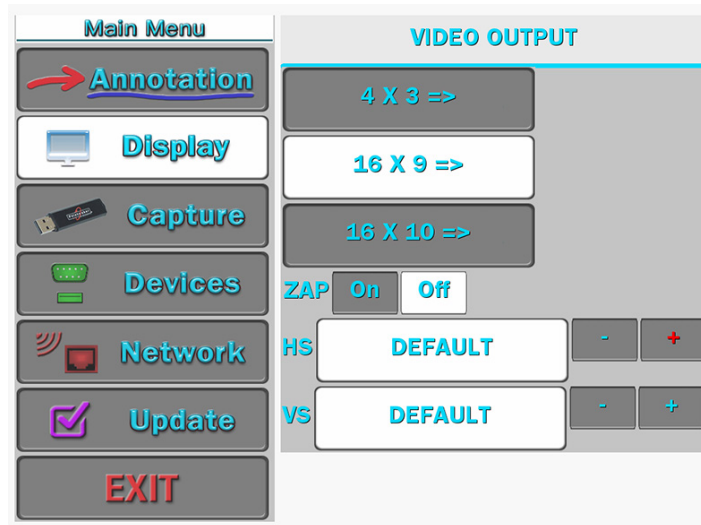 Main Menu
Annotation
Display
Capture
Devices
Network
Update
EXIT
VIDEO OUTPUT
4 X 3 =>
16 X 9 =>
16 X 10 =>
ZAP On Off
HS DEFAULT - +
VS DEFAULT - +